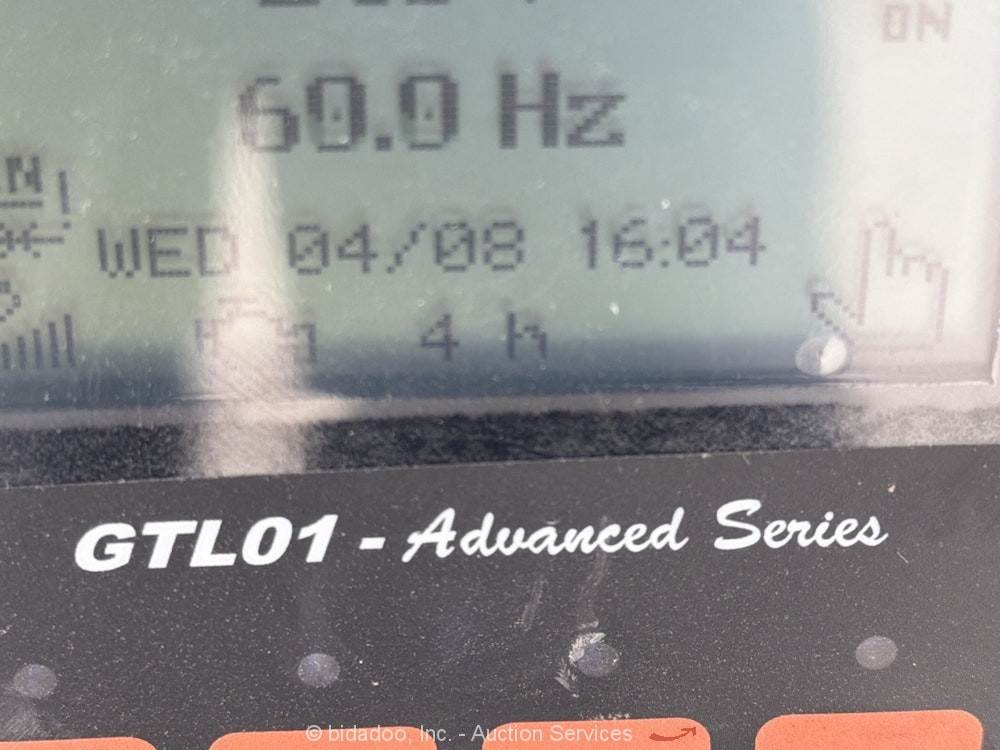 ON
60.0 Hz
WED 04/08 16:04
4 h
GTL01 - Advanced Series
© bidadoo, Inc. - Auction Services